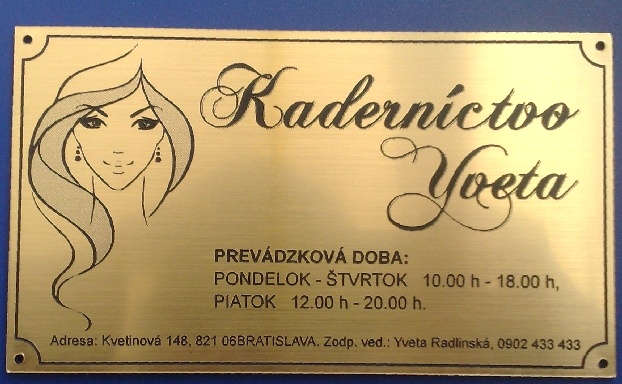 Kaderníctvo
Yveta
PREVÁDZKOVÁ DOBA:
PONDELOK - ŠTVRTOK 10.00 h - 18.00 h,
PIATOK 12.00 h - 20.00 h.
Adresa: Kvetinová 148, 821 06BRATISLAVA. Zodp. ved.: Yveta Radlinská, 0902 433 433